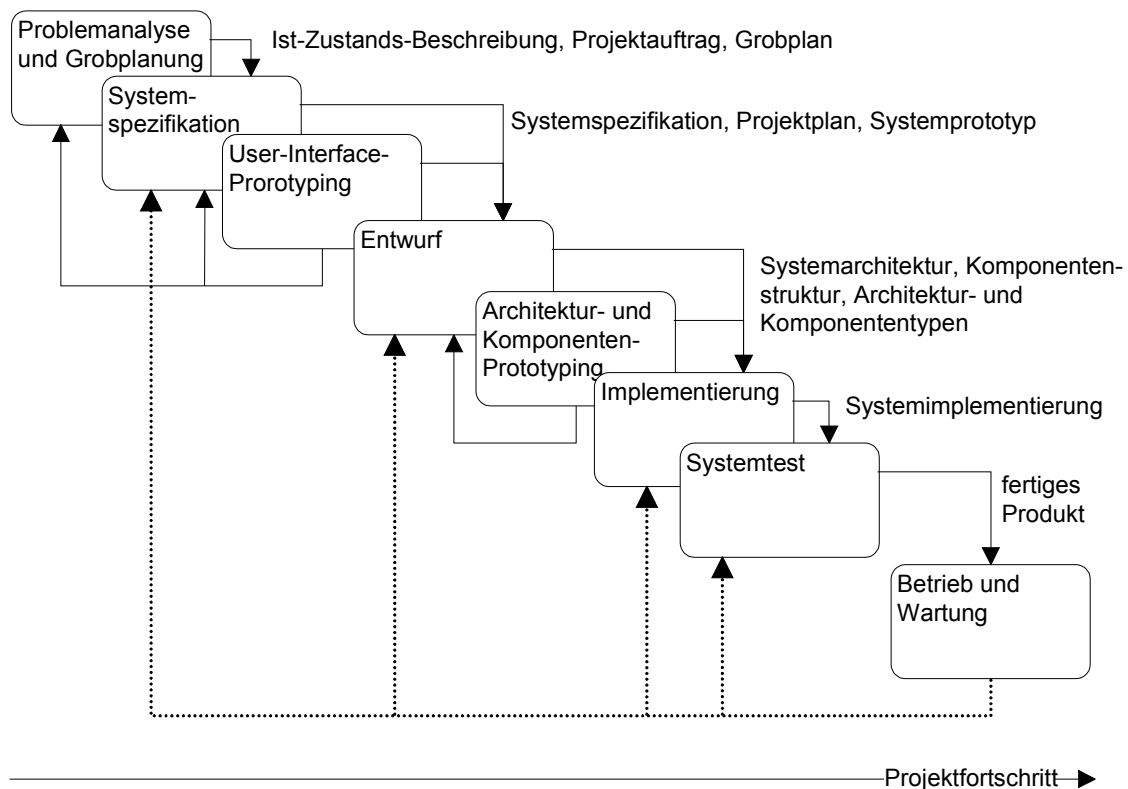 Problemanalyse
und Grobplanung
Ist-Zustands-Beschreibung, Projektauftrag, Grobplan
System-
spezifikation
Systemspezifikation, Projektplan, Systemprototyp
User-Interface-
Prorotyping
Entwurf
Systemarchitektur, Komponenten-
struktur, Architektur- und
Komponententypen
Architektur- und
Komponenten-
Prototyping
Implementierung
Systemimplementierung
Systemtest
fertiges
Produkt
Betrieb und
Wartung
Projektfortschritt